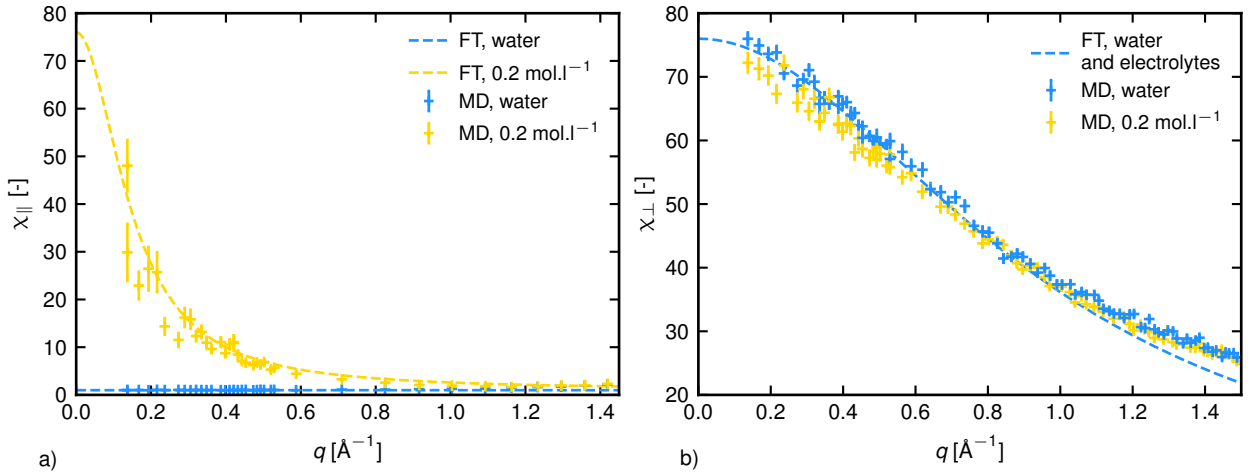 80
70
60
50
40
30
20
10
0
χ∥ [-]
0.0 0.2 0.4 0.6 0.8 1.0 1.2 1.4
q [Å⁻¹]
a)
FT, water
FT, 0.2 mol.l⁻¹
MD, water
MD, 0.2 mol.l⁻¹
80
70
60
50
40
30
20
χ⊥ [-]
0.0 0.2 0.4 0.6 0.8 1.0 1.2 1.4
q [Å⁻¹]
b)
FT, water
and electrolytes
MD, water
MD, 0.2 mol.l⁻¹